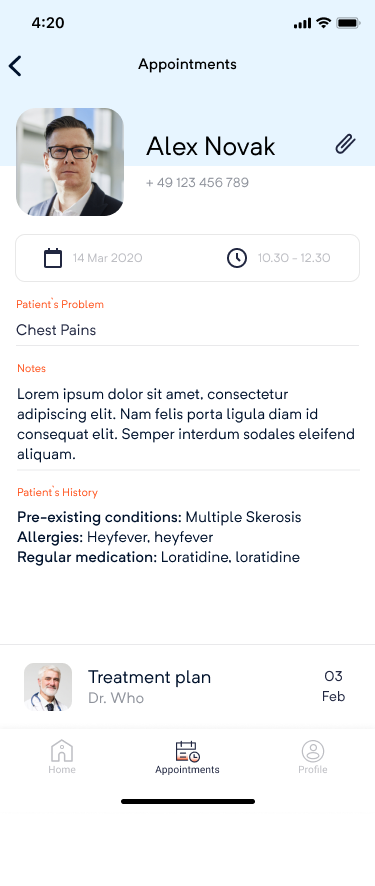 4:20
Appointments
Alex Novak
+ 49 123 456 789
14 Mar 2020
10.30 - 12.30
Patient's Problem
Chest Pains
Notes
Lorem ipsum dolor sit amet, consectetur
adipiscing elit. Nam felis porta ligula diam id
consequat elit. Semper interdum sodales eleifend
aliquam.
Patient's History
Pre-existing conditions: Multiple Skerosis
Allergies: Heyfever, heyfever
Regular medication: Loratidine, loratidine
Treatment plan
Dr. Who
03
Feb
Home
Appointments
Profile